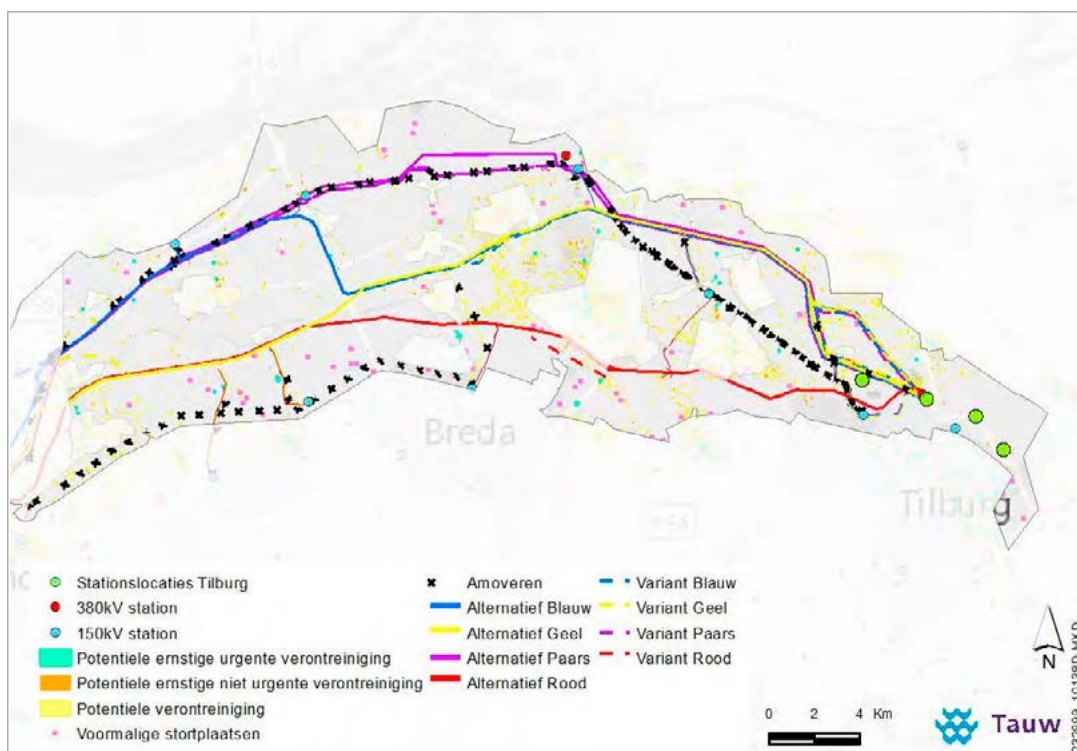 Breda
Tilburg
Stationslocaties Tilburg
380kV station
150kV station
Potentiele ernstige urgente verontreiniging
Potentiele ernstige niet urgente verontreiniging
Potentiele verontreiniging
Voormalige stortplaatsen
Amoveren
Alternatief Blauw
Alternatief Geel
Alternatief Paars
Alternatief Rood
Variant Blauw
Variant Geel
Variant Paars
Variant Rood
N
0 2 4 Km
Tauw